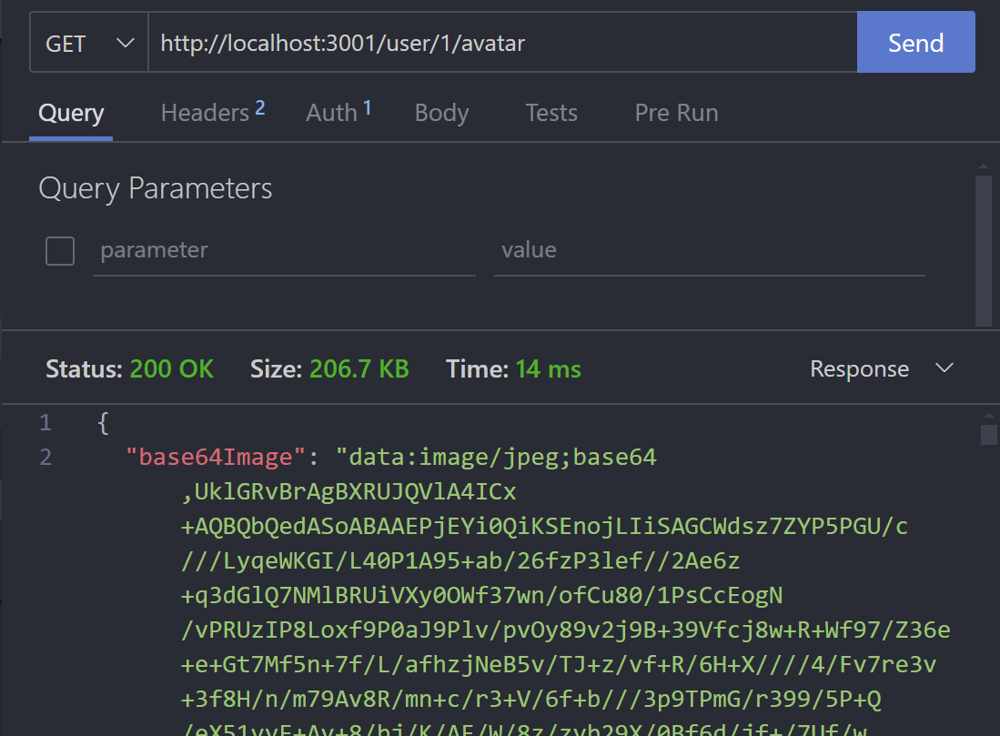 GET http://localhost:3001/user/1/avatar Send
Query Headers 2 Auth 1 Body Tests Pre Run
Query Parameters
parameter value
Status: 200 OK Size: 206.7 KB Time: 14 ms Response
1 {
2 "base64Image": "data:image/jpeg;base64
,UklGRvBrAgBXRUJQVlA4ICx
+AQBQbQedASoABAAEPjEYi0QiKSEnojLIiSAGCWdsz7ZYP5PGU/c
///LyqeWKGI/L40P1A95+ab/26fzP3lef//2Ae6z
+q3dGlQ7NMlBRUiVXy0OWf37wn/ofCu80/1PsCcEogN
/vPRUzIP8Loxf9P0aJ9Plv/pvOy89v2j9B+39Vfcj8w+R+Wf97/Z36e
+e+Gt7Mf5n+7f/L/afhzjNeB5v/TJ+z/vf+R/6H+X////4/Fv7re3v
+3f8H/n/m79Av8R/mn+c/r3+V/6f+b///3p9TPmG/r399/5P+Q